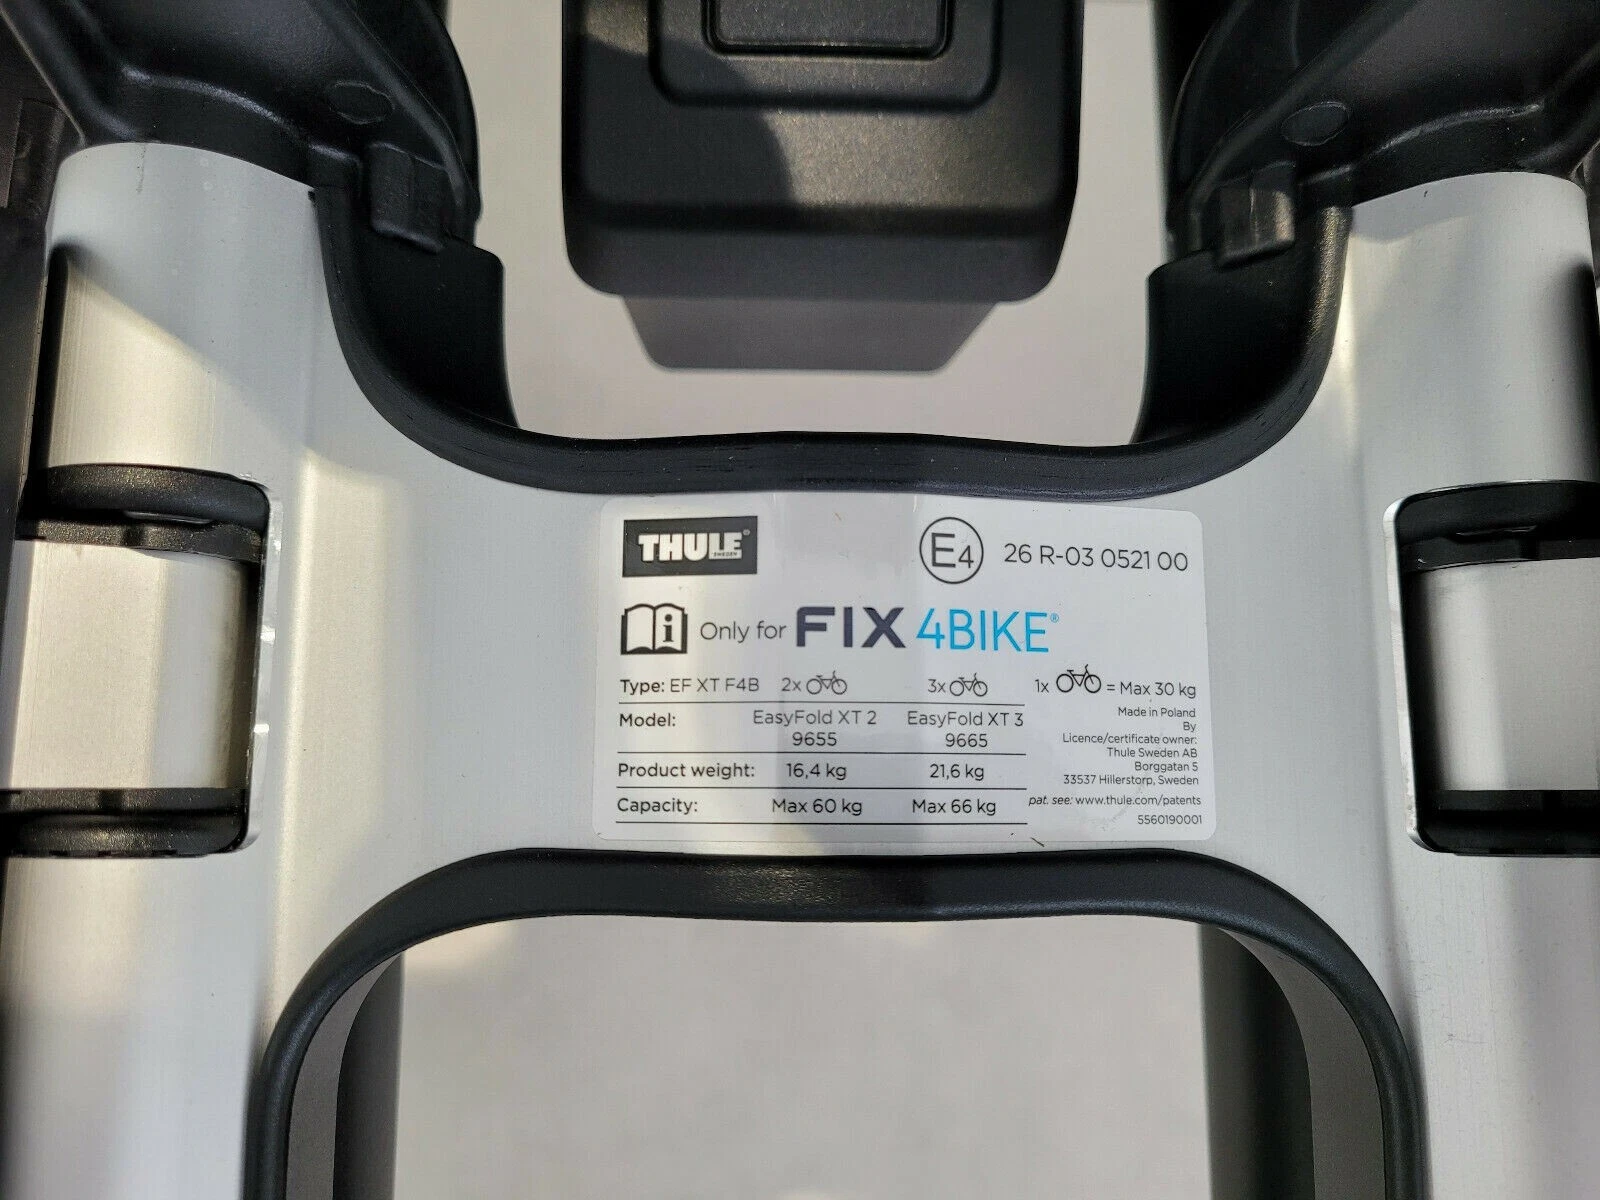 THULE®
SWEDEN
E4 26 R-03 0521 00
i Only for FIX 4BIKE®
Type: EF XT F4B 2x 3x 1x = Max 30 kg
Model: EasyFold XT 2 EasyFold XT 3
9655 9665
Product weight: 16,4 kg 21,6 kg
Capacity: Max 60 kg Max 66 kg
Made in Poland
By
Licence/certificate owner:
Thule Sweden AB
Borggatan 5
33537 Hillerstorp, Sweden
pat. see: www.thule.com/patents
5560190001